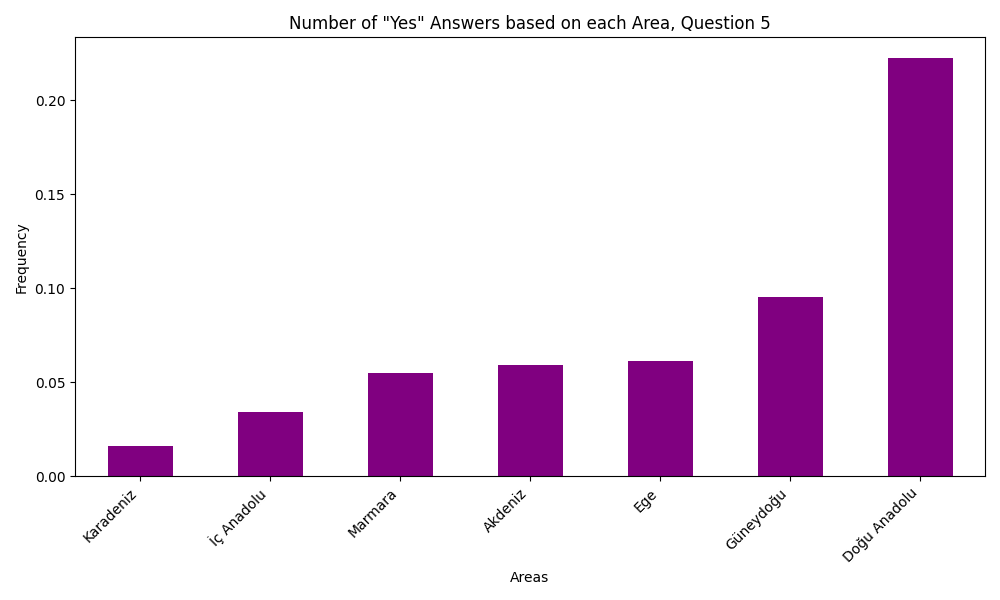 Number of "Yes" Answers based on each Area, Question 5
Frequency
0.20
0.15
0.10
0.05
0.00
Karadeniz
İç Anadolu
Marmara
Akdeniz
Ege
Güneydoğu
Doğu Anadolu
Areas